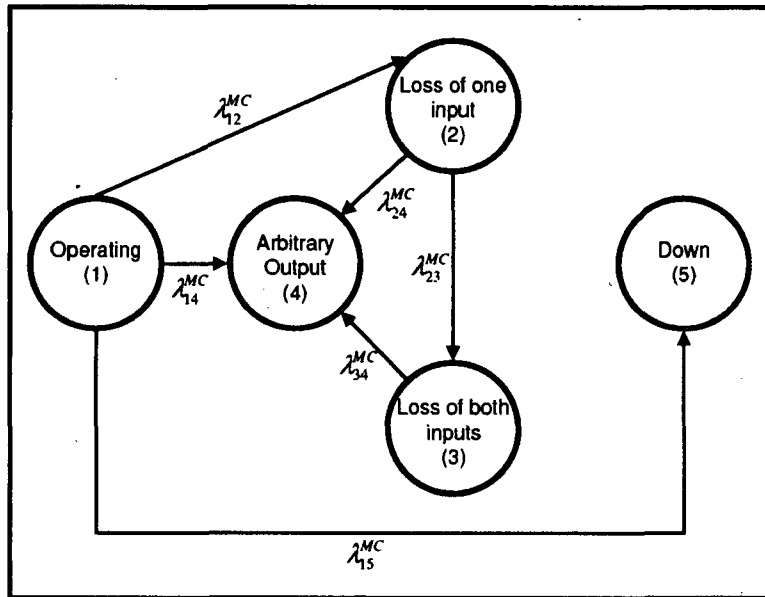 Loss of one
input
(2)
λ₁₂ᴹᶜ
Operating
(1)
λ₁₄ᴹᶜ
Arbitrary
Output
(4)
λ₂₄ᴹᶜ
λ₂₃ᴹᶜ
Down
(5)
λ₃₄ᴹᶜ
Loss of both
inputs
(3)
λ₁₅ᴹᶜ